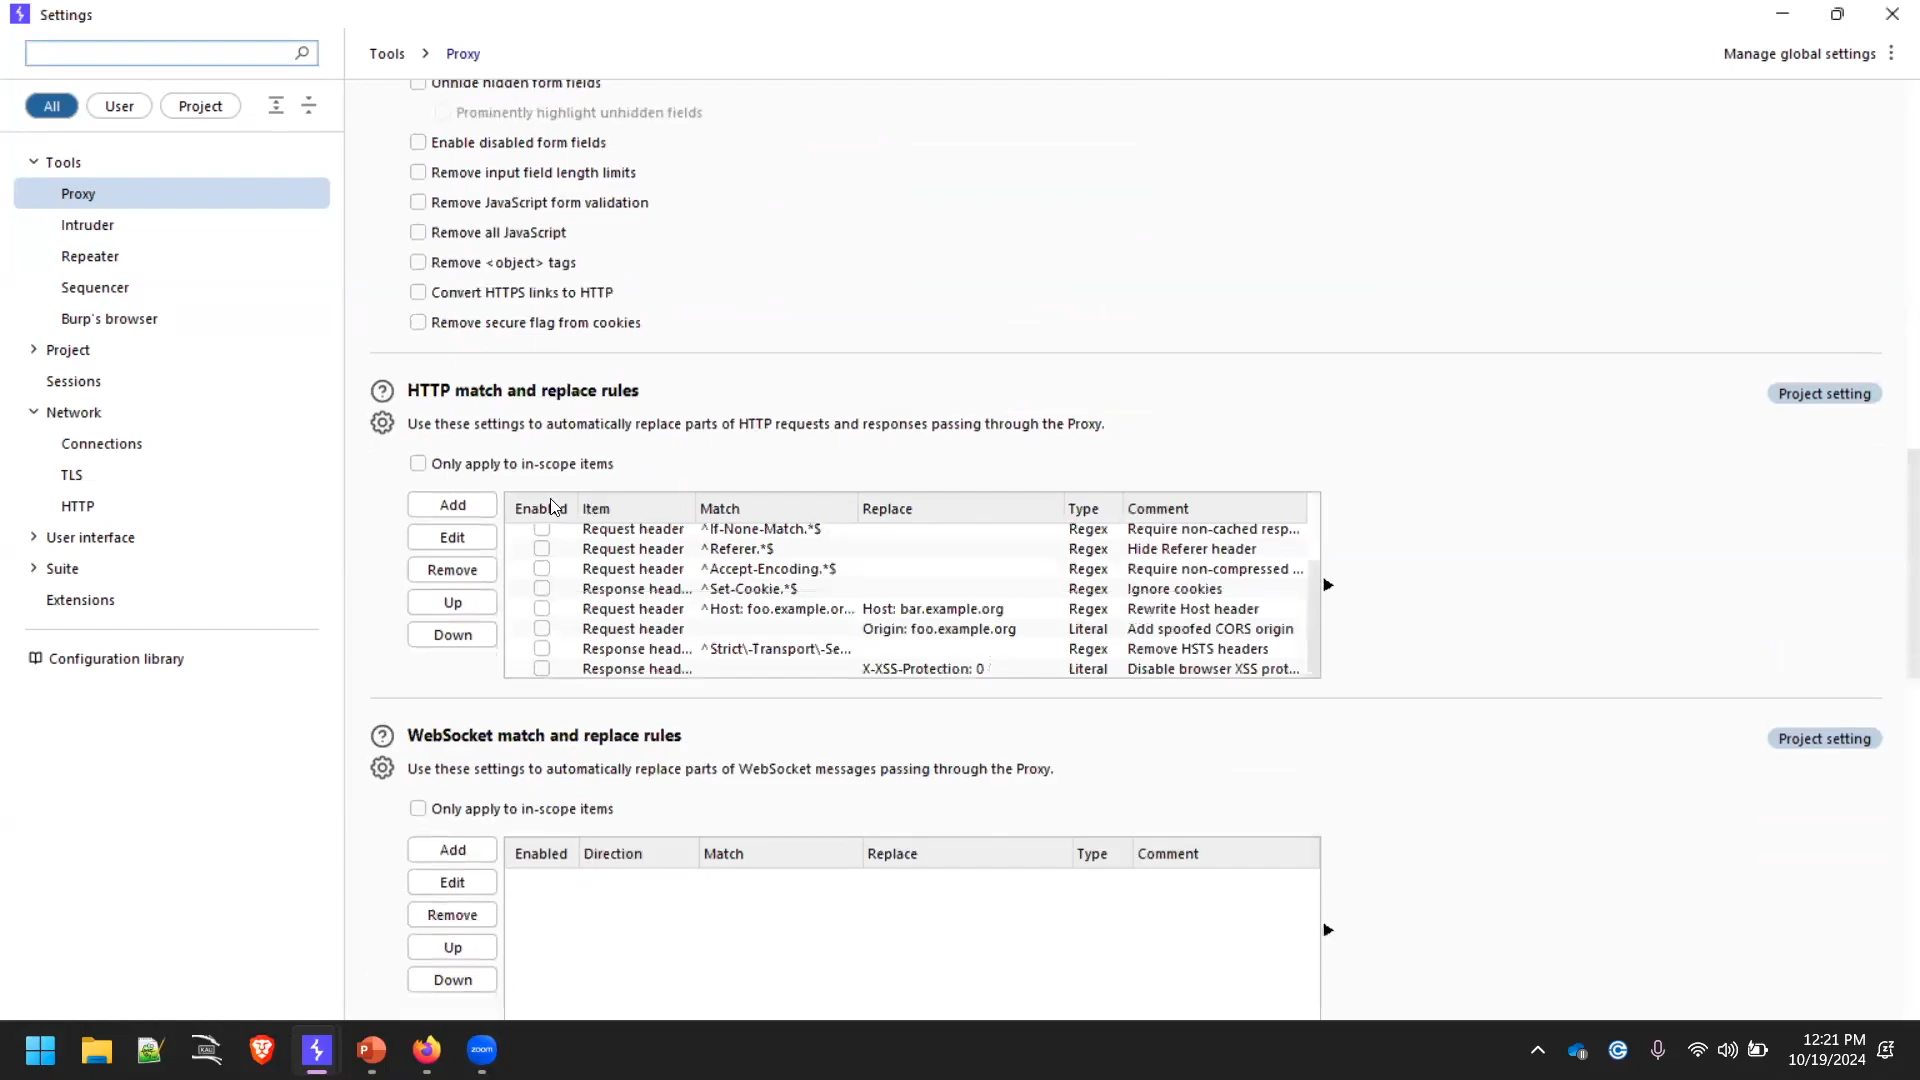 Settings
Tools > Proxy
Manage global settings
All User Project
Unhide hidden form fields
Prominently highlight unhidden fields
Enable disabled form fields
Remove input field length limits
Remove JavaScript form validation
Remove all JavaScript
Remove <object> tags
Convert HTTPS links to HTTP
Remove secure flag from cookies
Tools
Proxy
Intruder
Repeater
Sequencer
Burp's browser
Project
Sessions
Network
Connections
TLS
HTTP
User interface
Suite
Extensions
Configuration library
HTTP match and replace rules
Project setting
Use these settings to automatically replace parts of HTTP requests and responses passing through the Proxy.
Only apply to in-scope items
Add
Edit
Remove
Up
Down
Enabled Item Match Replace Type Comment
Request header ^If-None-Match.*$ Regex Require non-cached resp...
Request header ^Referer.*$ Regex Hide Referer header
Request header ^Accept-Encoding.*$ Regex Require non-compressed ...
Response head... ^Set-Cookie.*$ Regex Ignore cookies
Request header ^Host: foo.example.or... Host: bar.example.org Regex Rewrite Host header
Request header Origin: foo.example.org Literal Add spoofed CORS origin
Response head... ^Strict\-Transport\-Se... Regex Remove HSTS headers
Response head... X-XSS-Protection: 0 Literal Disable browser XSS prot...
WebSocket match and replace rules
Project setting
Use these settings to automatically replace parts of WebSocket messages passing through the Proxy.
Only apply to in-scope items
Add
Edit
Remove
Up
Down
Enabled Direction Match Replace Type Comment
zoom
12:21 PM
10/19/2024